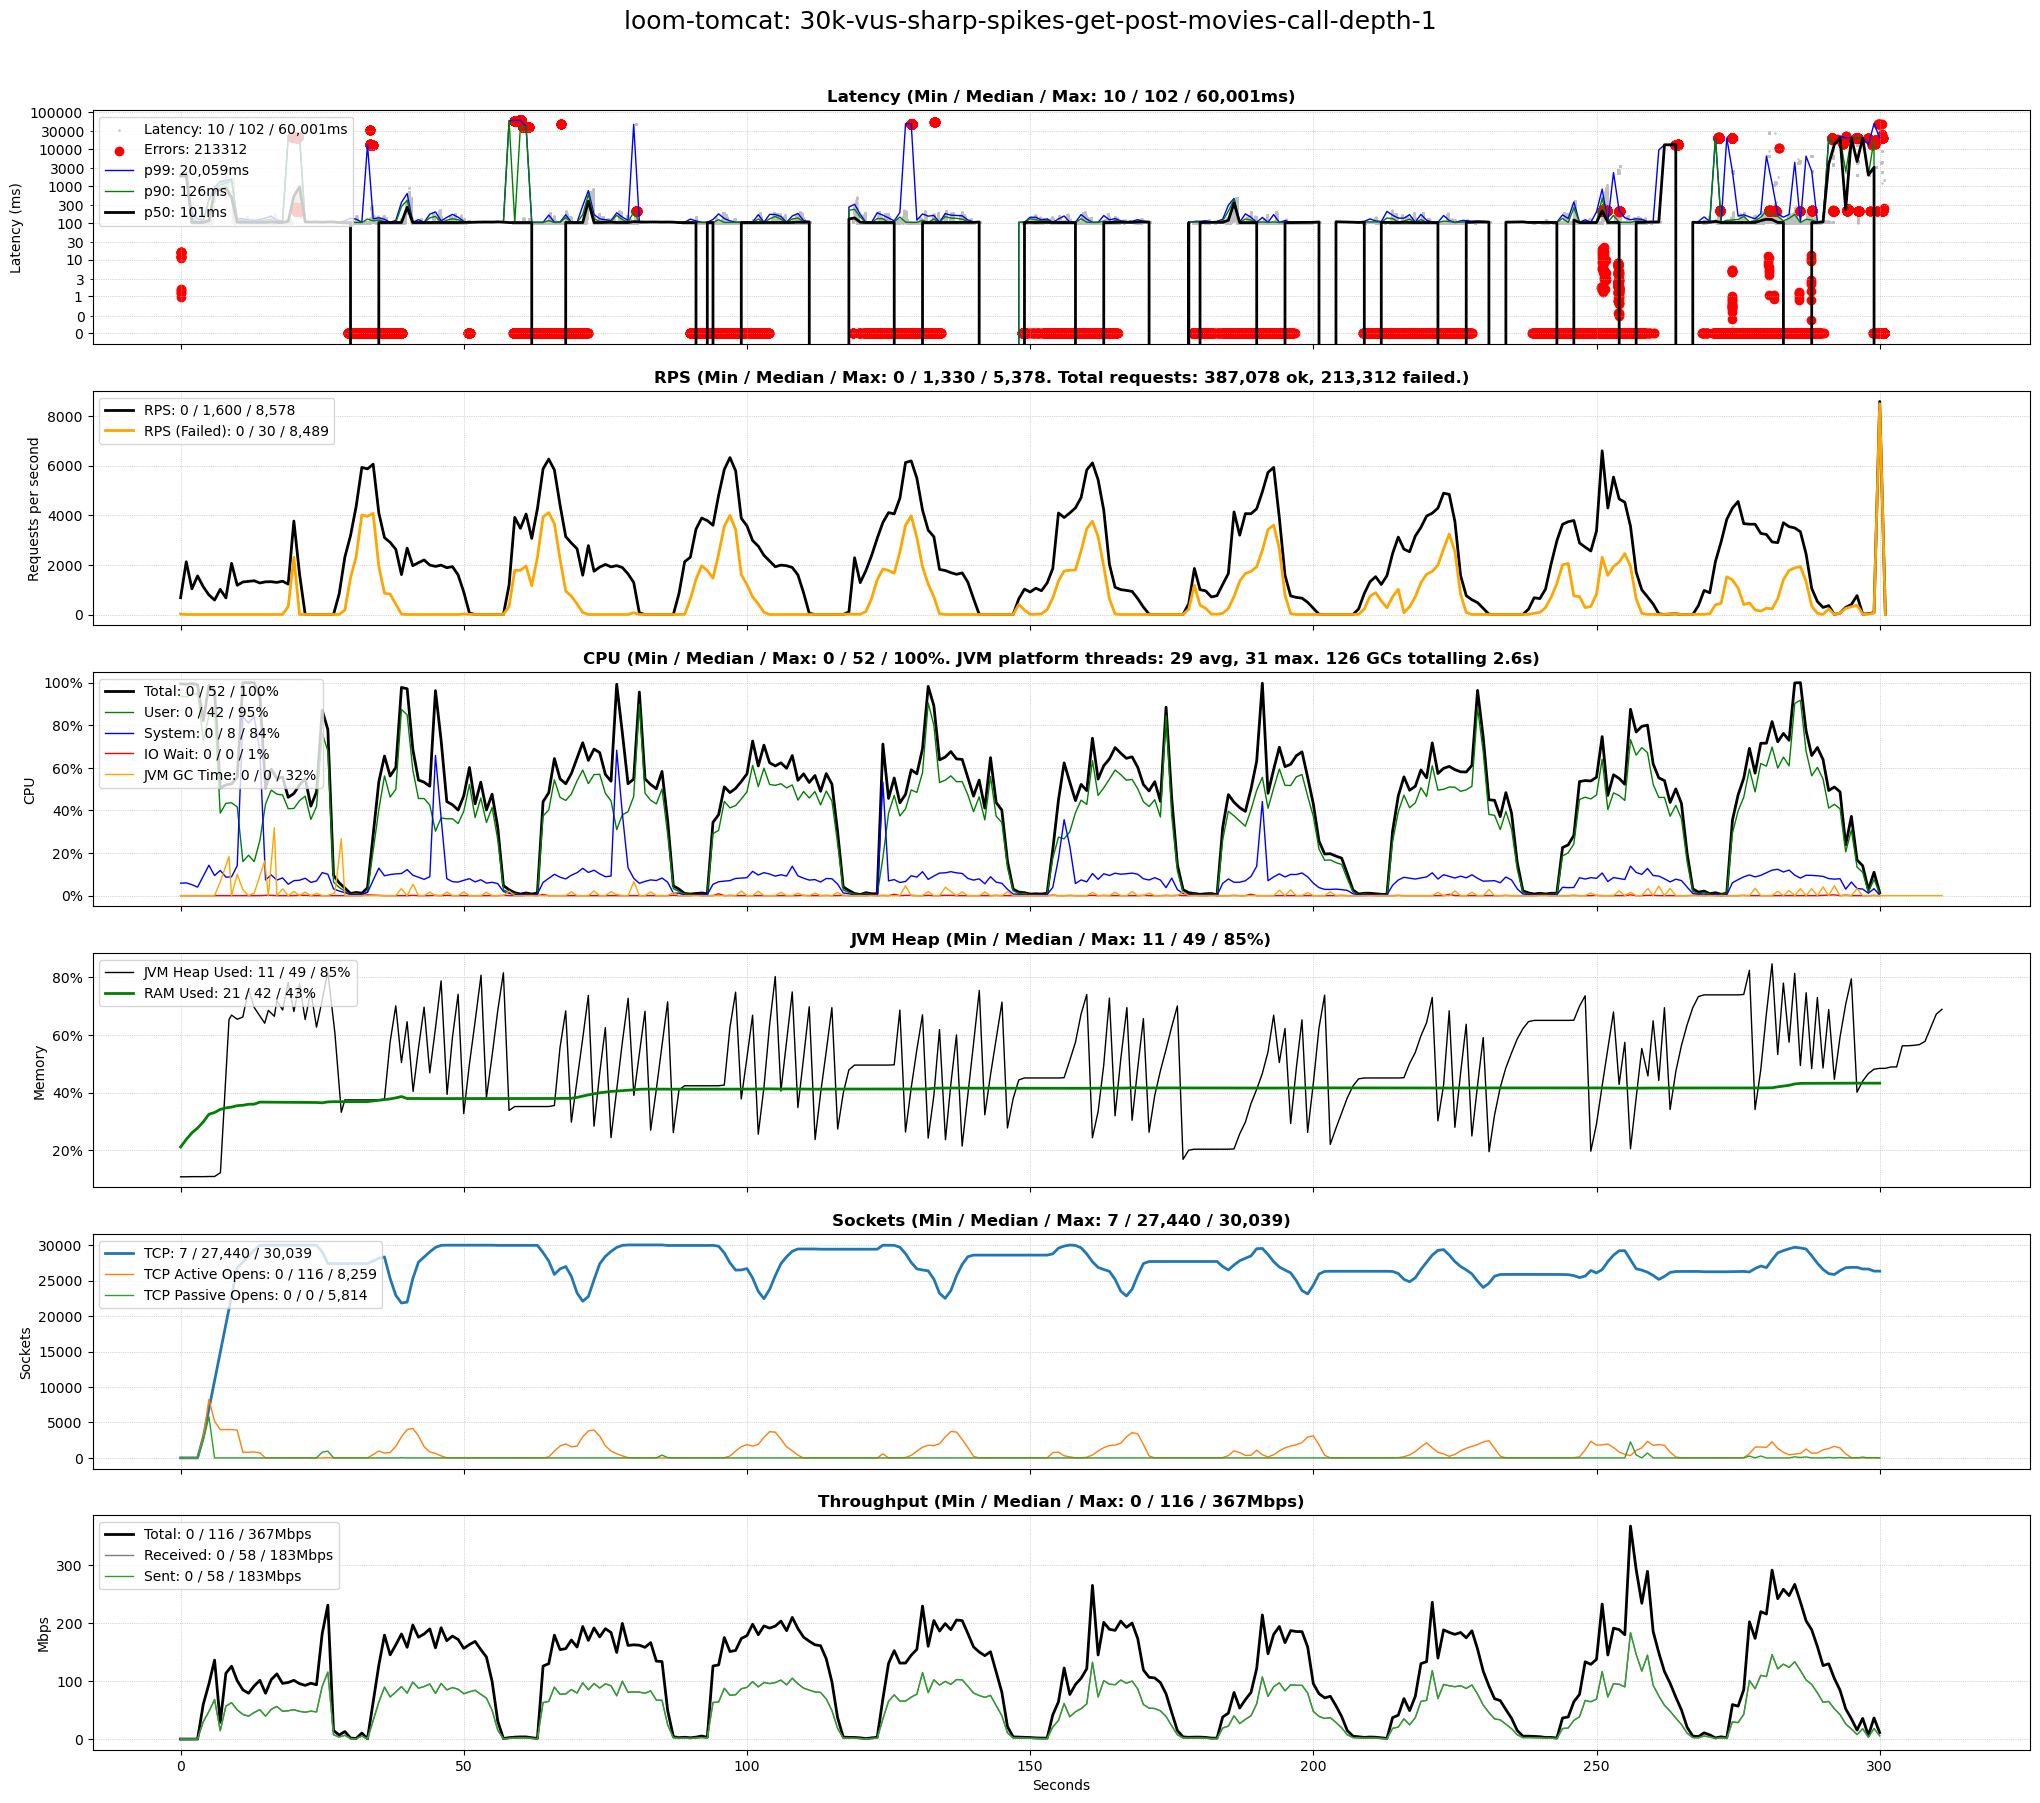 loom-tomcat: 30k-vus-sharp-spikes-get-post-movies-call-depth-1
Latency (Min / Median / Max: 10 / 102 / 60,001ms)
Latency (ms)
100000
30000
10000
3000
1000
300
100
30
10
3
1
0
0
Latency: 10 / 102 / 60,001ms
Errors: 213312
p99: 20,059ms
p90: 126ms
p50: 101ms
RPS (Min / Median / Max: 0 / 1,330 / 5,378. Total requests: 387,078 ok, 213,312 failed.)
Requests per second
8000
6000
4000
2000
0
RPS: 0 / 1,600 / 8,578
RPS (Failed): 0 / 30 / 8,489
CPU (Min / Median / Max: 0 / 52 / 100%. JVM platform threads: 29 avg, 31 max. 126 GCs totalling 2.6s)
CPU
100%
80%
60%
40%
20%
0%
Total: 0 / 52 / 100%
User: 0 / 42 / 95%
System: 0 / 8 / 84%
IO Wait: 0 / 0 / 1%
JVM GC Time: 0 / 0 / 32%
JVM Heap (Min / Median / Max: 11 / 49 / 85%)
Memory
80%
60%
40%
20%
JVM Heap Used: 11 / 49 / 85%
RAM Used: 21 / 42 / 43%
Sockets (Min / Median / Max: 7 / 27,440 / 30,039)
Sockets
30000
25000
20000
15000
10000
5000
0
TCP: 7 / 27,440 / 30,039
TCP Active Opens: 0 / 116 / 8,259
TCP Passive Opens: 0 / 0 / 5,814
Throughput (Min / Median / Max: 0 / 116 / 367Mbps)
Mbps
300
200
100
0
Total: 0 / 116 / 367Mbps
Received: 0 / 58 / 183Mbps
Sent: 0 / 58 / 183Mbps
0 50 100 150 200 250 300
Seconds